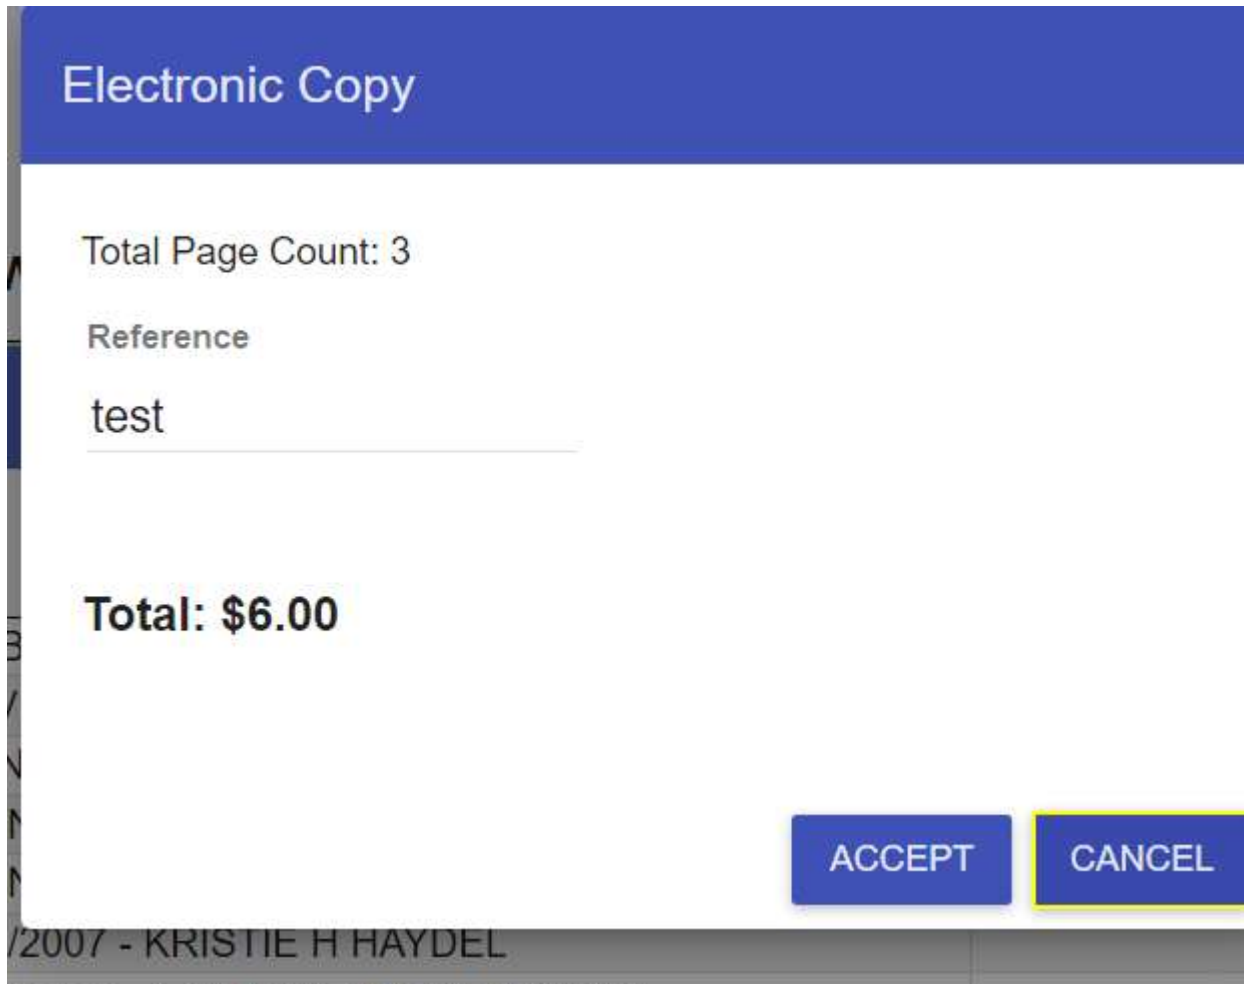 Electronic Copy
Total Page Count: 3
Reference
test
Total: $6.00
ACCEPT CANCEL
/2007 - KRISTIE H HAYDEL